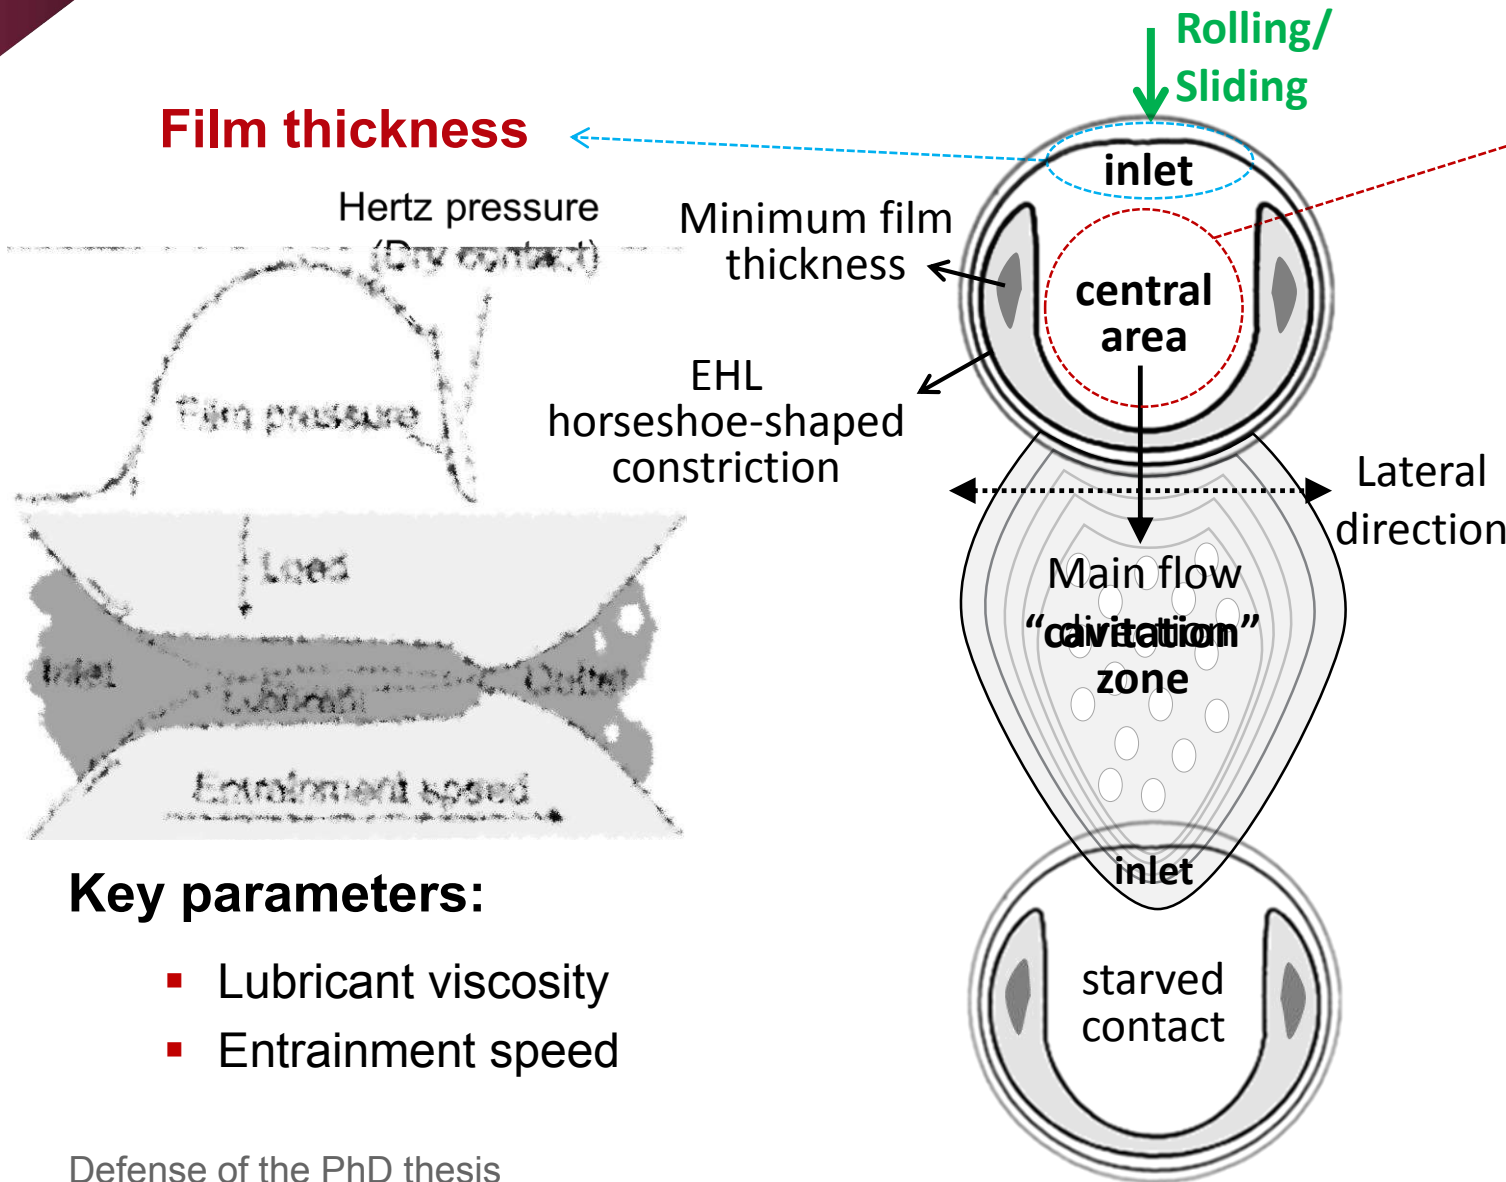 Rolling/
Sliding
Film thickness
inlet
Hertz pressure
(Dry contact)
Minimum film
thickness
central
area
Film pressure
EHL
horseshoe-shaped
constriction
Lateral
direction
Load
Main flow
direction
“cavitation”
zone
Inlet
Lubricant
Outlet
Entrainment speed
inlet
Key parameters:
▪ Lubricant viscosity
▪ Entrainment speed
starved
contact
Defense of the PhD thesis